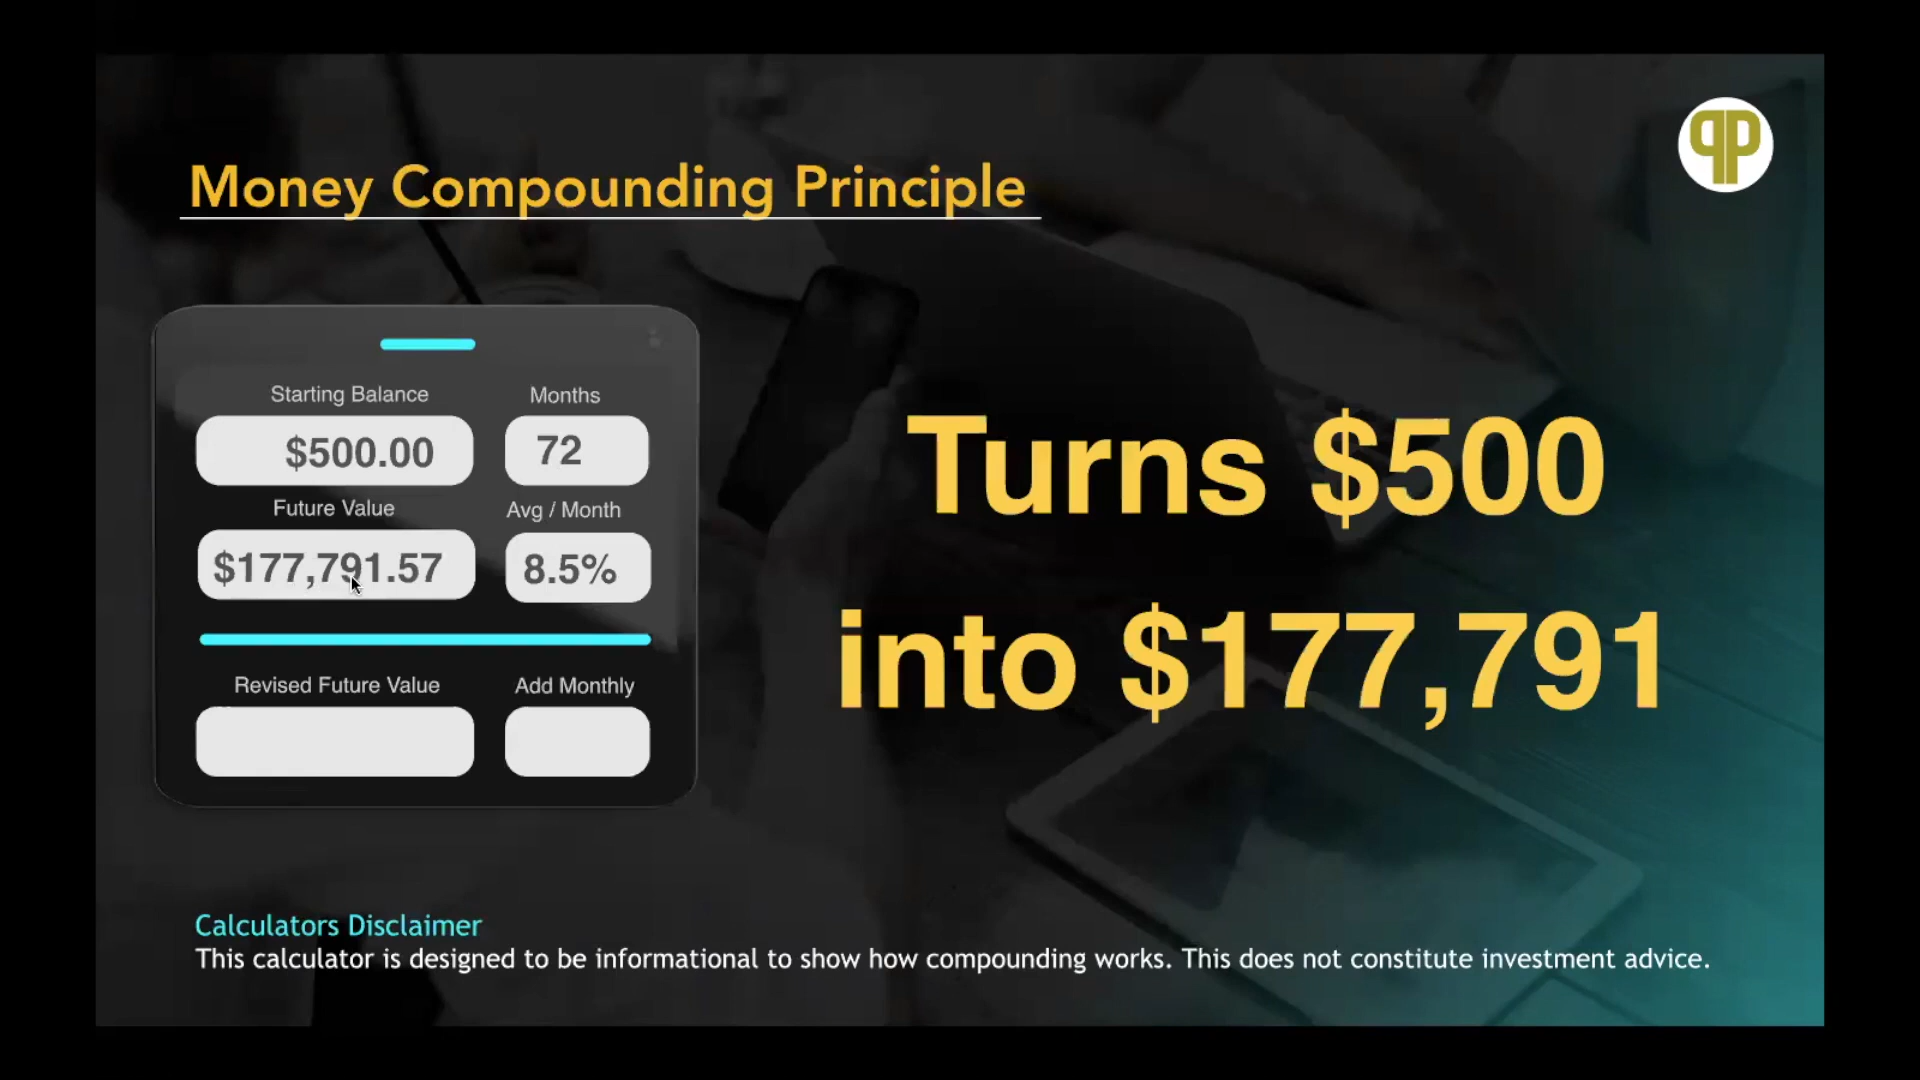 Money Compounding Principle
Starting Balance
Months
$500.00
72
Future Value
Avg / Month
$177,791.57
8.5%
Revised Future Value
Add Monthly
Turns $500
into $177,791
Calculators Disclaimer
This calculator is designed to be informational to show how compounding works. This does not constitute investment advice.